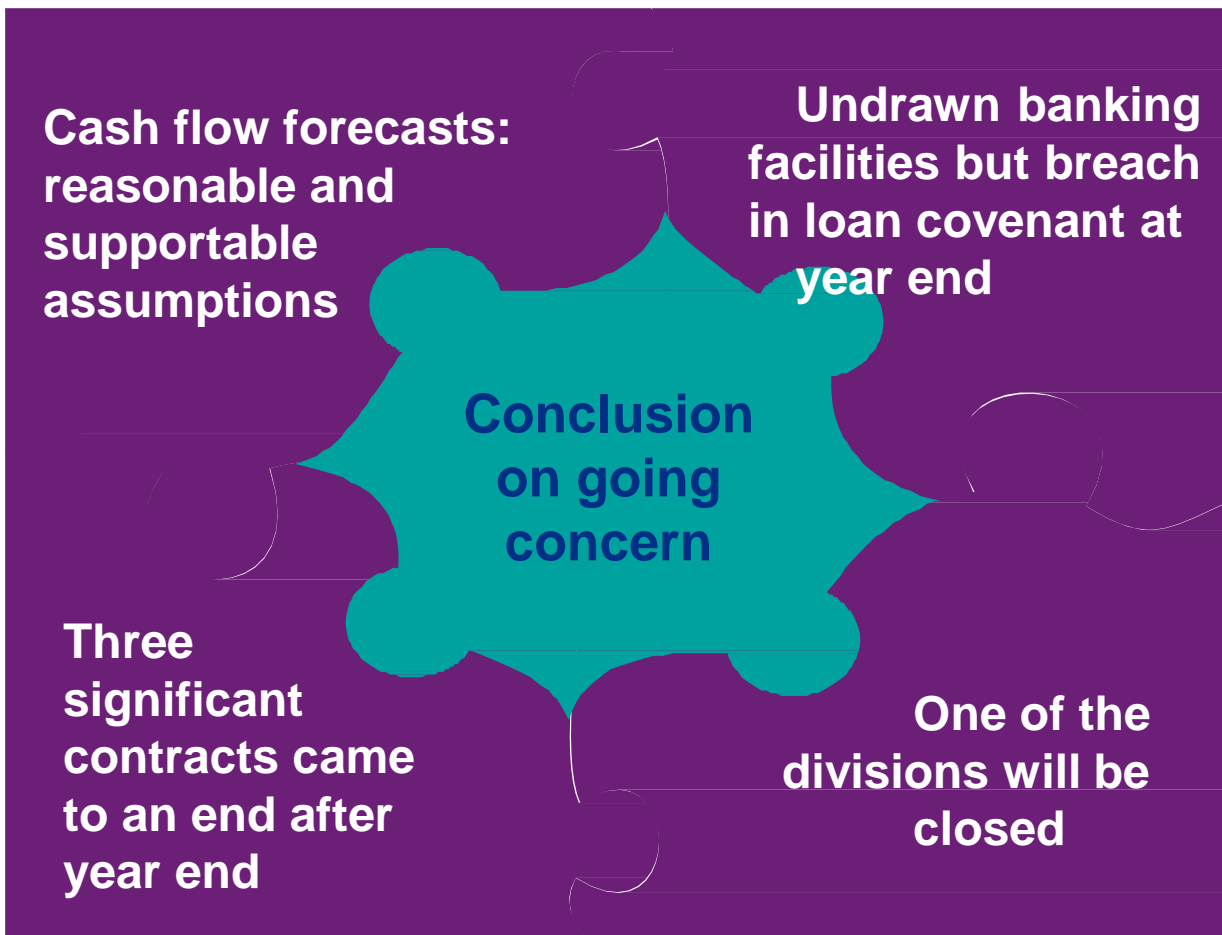 Cash flow forecasts:
reasonable and
supportable
assumptions
Undrawn banking
facilities but breach
in loan covenant at
year end
Conclusion
on going
concern
Three
significant
contracts came
to an end after
year end
One of the
divisions will be
closed